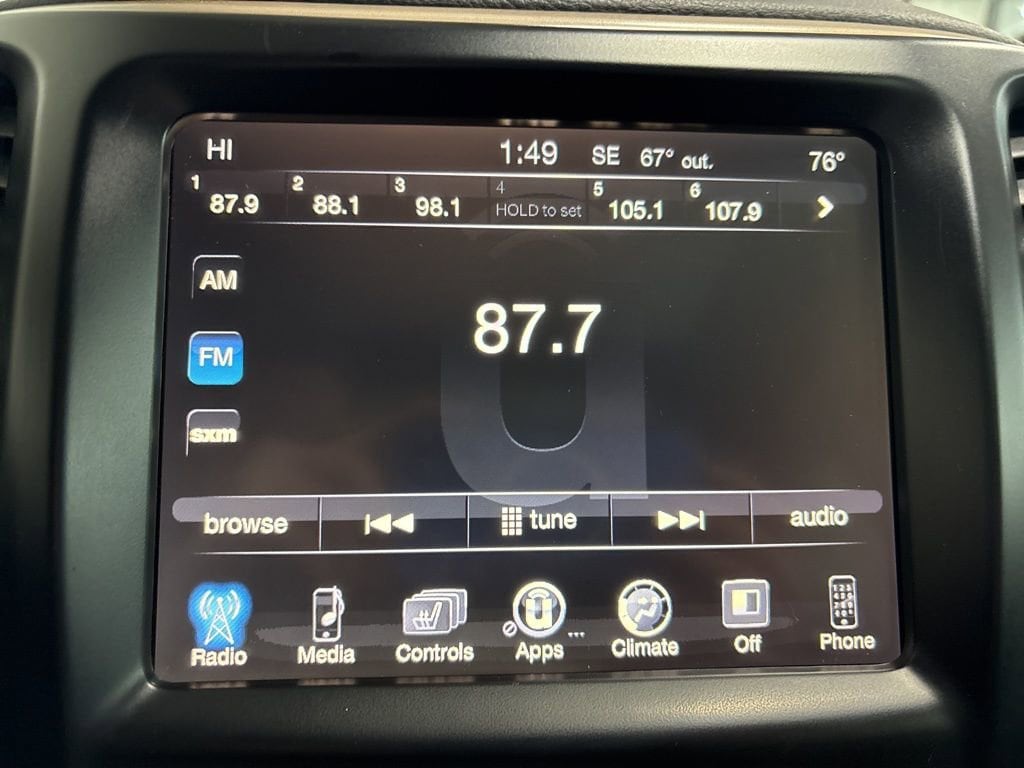 HI 1:49 SE 67° out. 76°
1 87.9 2 88.1 3 98.1 4 HOLD to set 5 105.1 6 107.9
AM
87.7
FM
sxm
browse tune audio
Radio Media Controls Apps Climate Off Phone